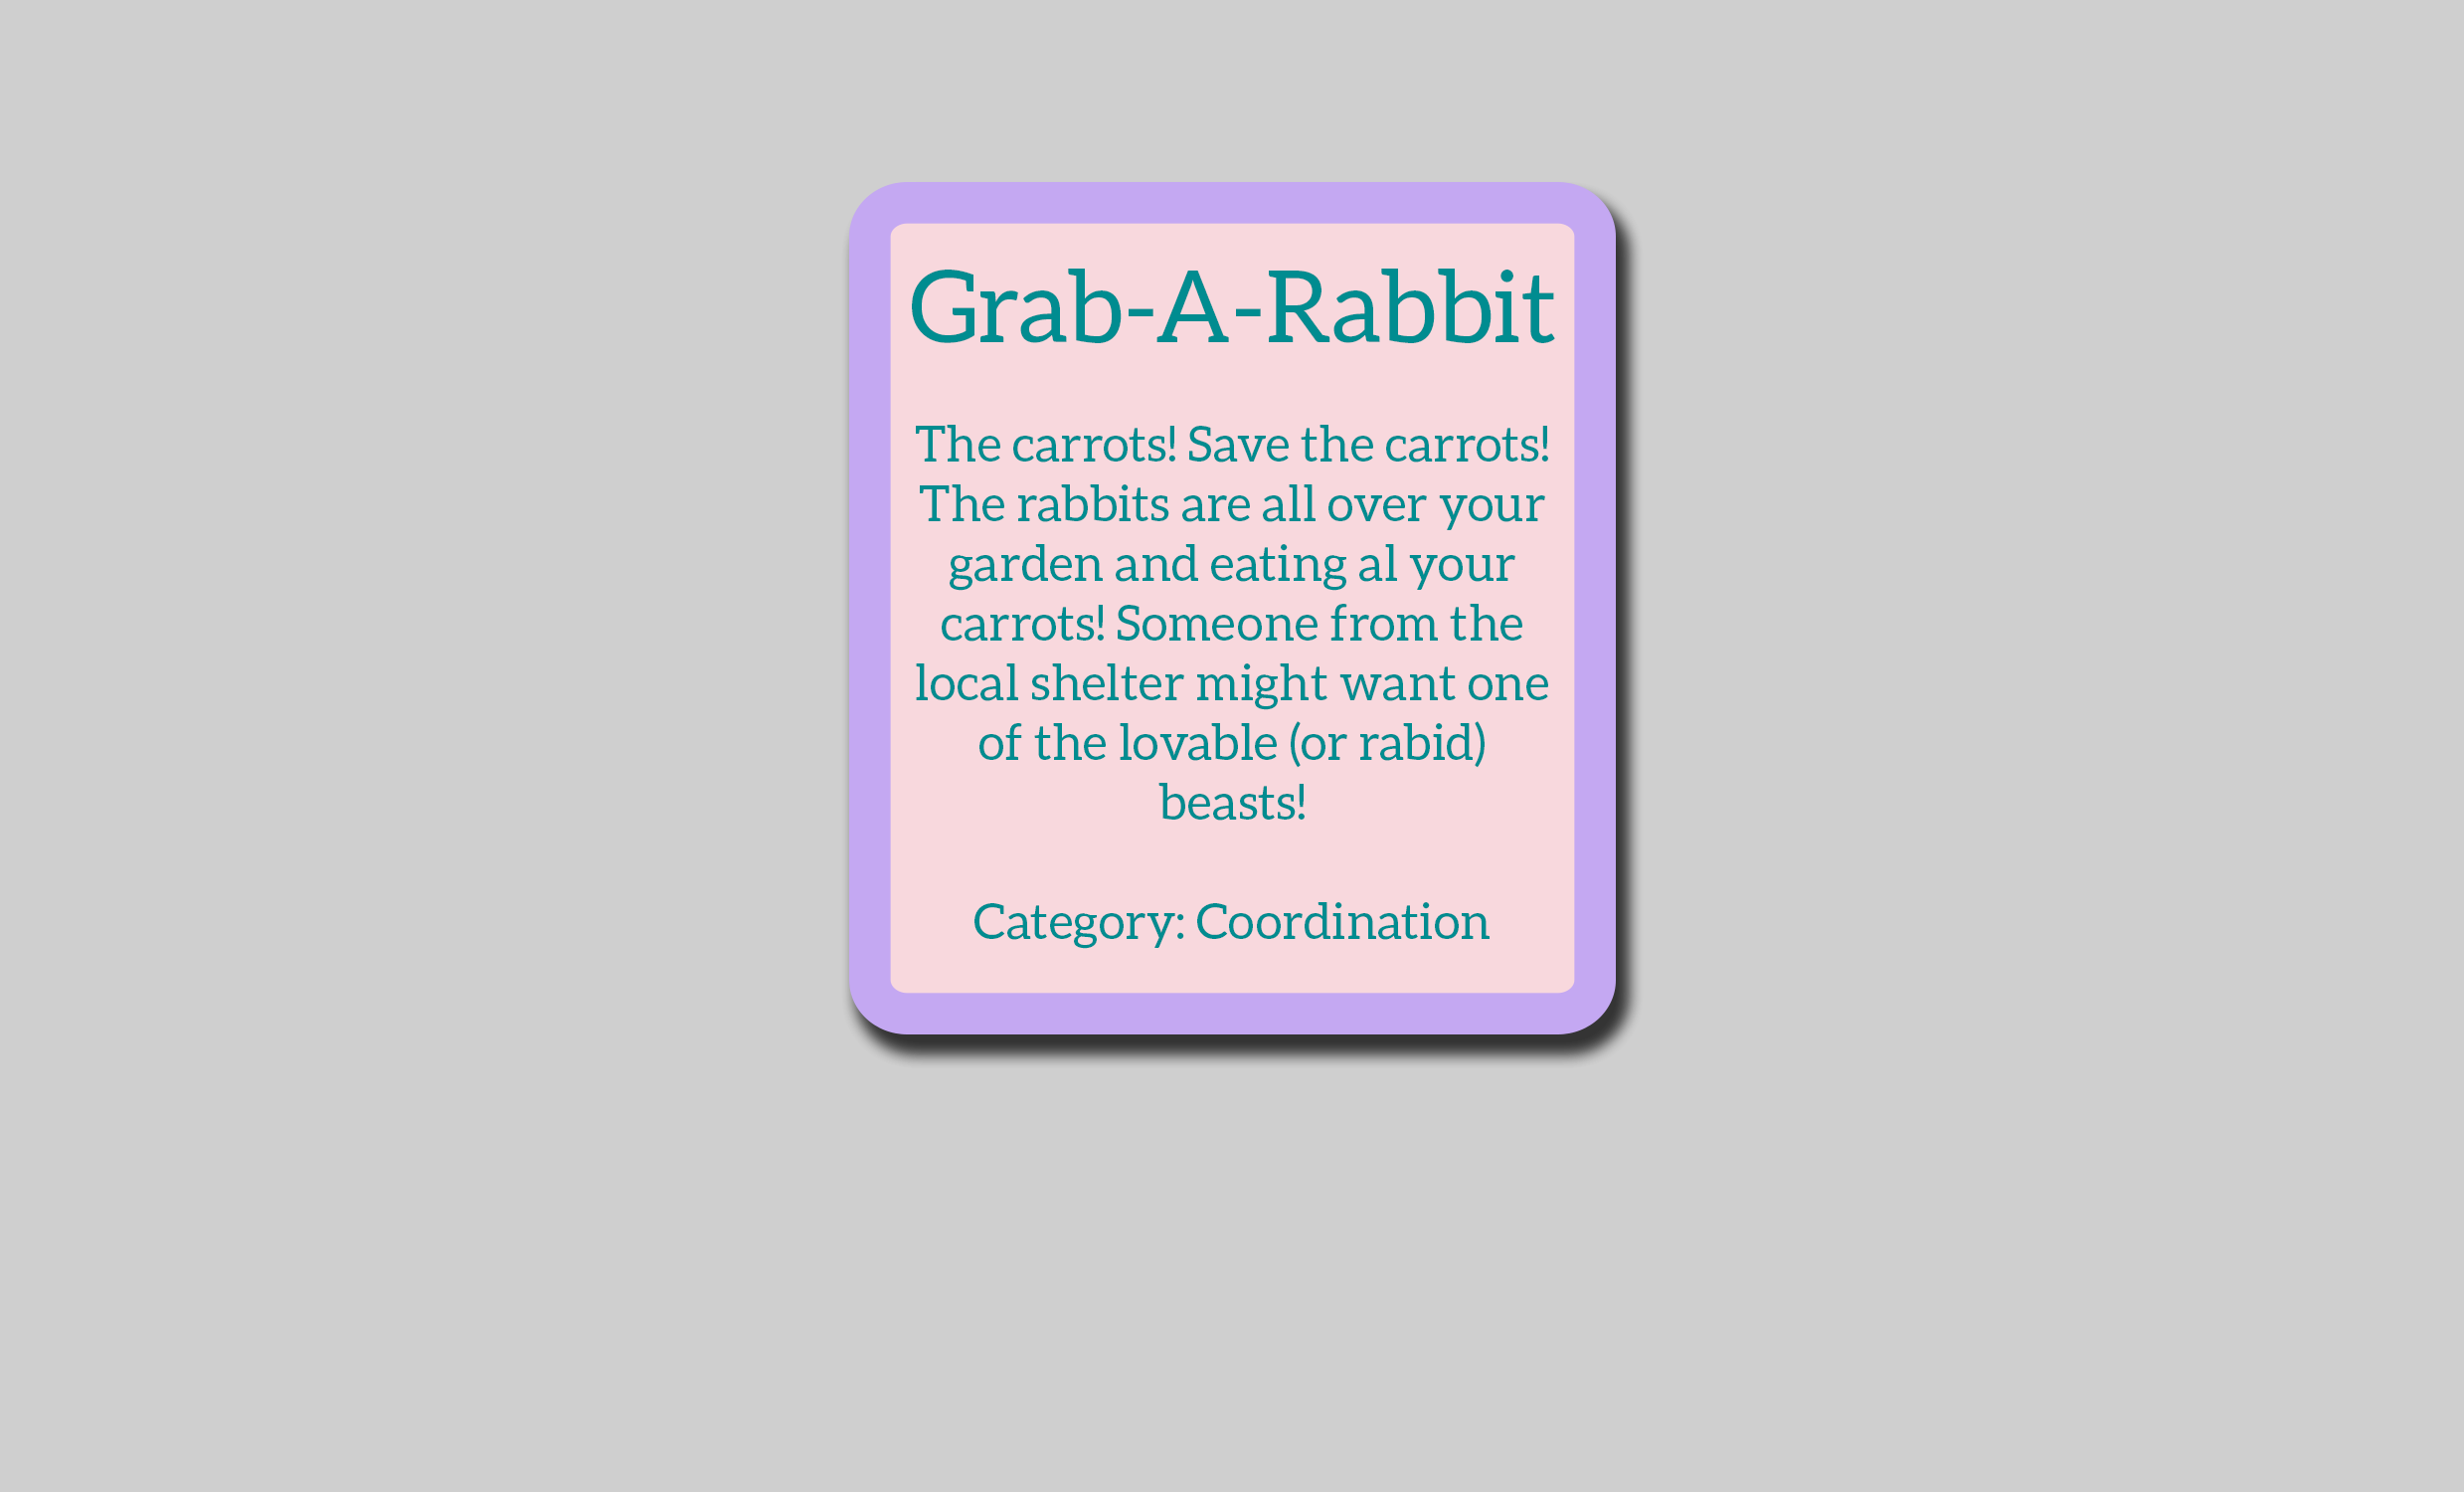 Grab-A-Rabbit
The carrots! Save the carrots!
The rabbits are all over your
garden and eating al your
carrots! Someone from the
local shelter might want one
of the lovable (or rabid)
beasts!
Category: Coordination